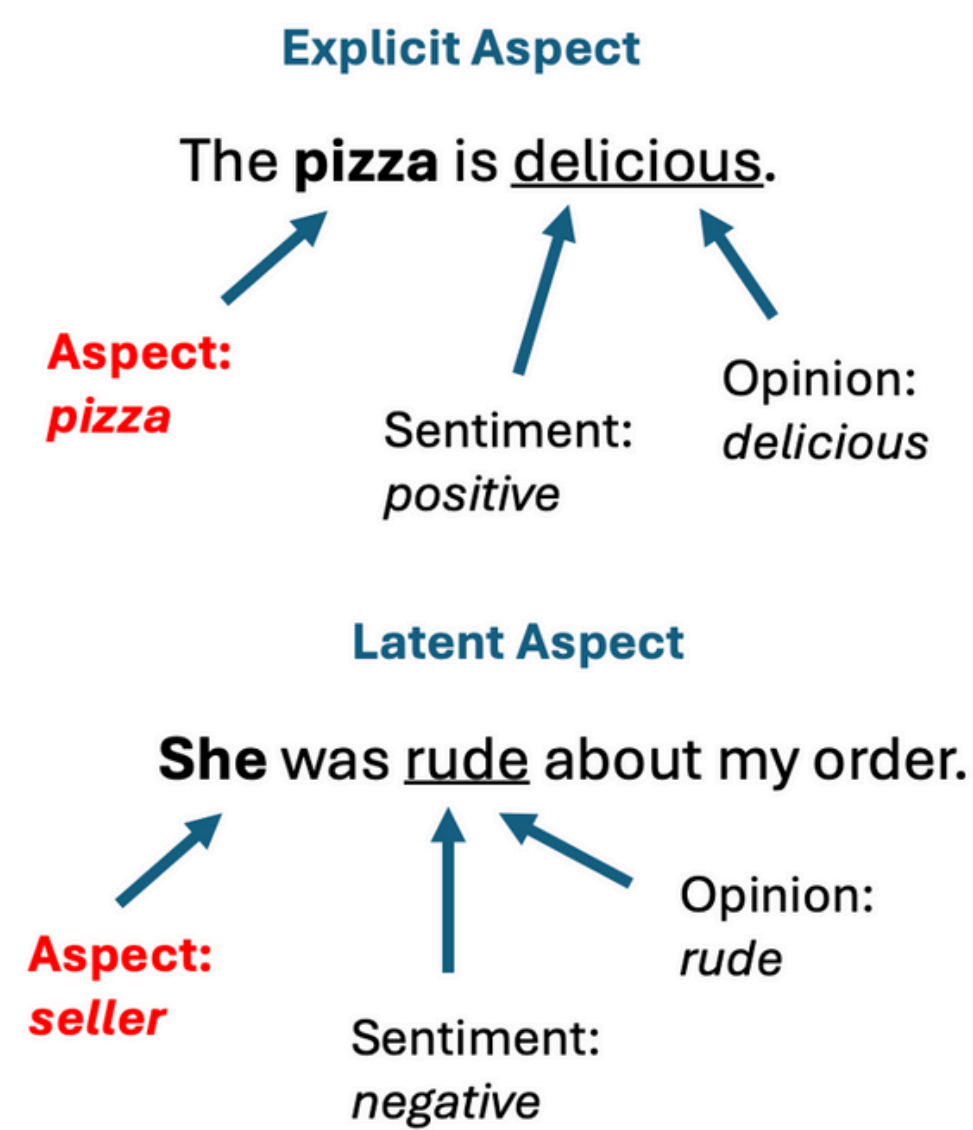 Explicit Aspect
The pizza is delicious.
Aspect:
pizza
Sentiment:
positive
Opinion:
delicious
Latent Aspect
She was rude about my order.
Aspect:
seller
Sentiment:
negative
Opinion:
rude